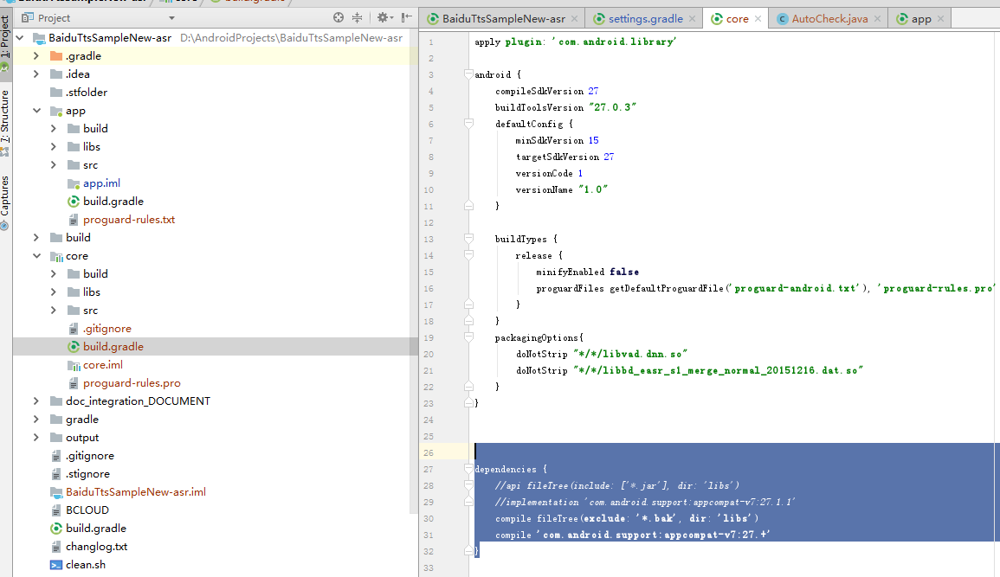 Project
BaiduTtsSampleNew-asr
settings.gradle
core
AutoCheck.java
app
1: Project
7: Structure
Captures
BaiduTtsSampleNew-asr D:\AndroidProjects\BaiduTtsSampleNew-asr
.gradle
.idea
.stfolder
app
build
libs
src
app.iml
build.gradle
proguard-rules.txt
build
core
build
libs
src
.gitignore
build.gradle
core.iml
proguard-rules.pro
doc_integration_DOCUMENT
gradle
output
.gitignore
.stignore
BaiduTtsSampleNew-asr.iml
BCLOUD
build.gradle
changlog.txt
clean.sh
1 apply plugin: 'com.android.library'
2
3 android {
4 compileSdkVersion 27
5 buildToolsVersion "27.0.3"
6 defaultConfig {
7 minSdkVersion 15
8 targetSdkVersion 27
9 versionCode 1
10 versionName "1.0"
11 }
12
13 buildTypes {
14 release {
15 minifyEnabled false
16 proguardFiles getDefaultProguardFile('proguard-android.txt'), 'proguard-rules.pro'
17 }
18 }
19 packagingOptions{
20 doNotStrip "*/*/libvad.dnn.so"
21 doNotStrip "*/*/libbd_easr_s1_merge_normal_20151216.dat.so"
22 }
23 }
24
25
26
27 dependencies {
28 //api fileTree(include: ['*.jar'], dir: 'libs')
29 //implementation 'com.android.support:appcompat-v7:27.1.1'
30 compile fileTree(exclude: '*.bak', dir: 'libs')
31 compile 'com.android.support:appcompat-v7:27.+'
32 }
33